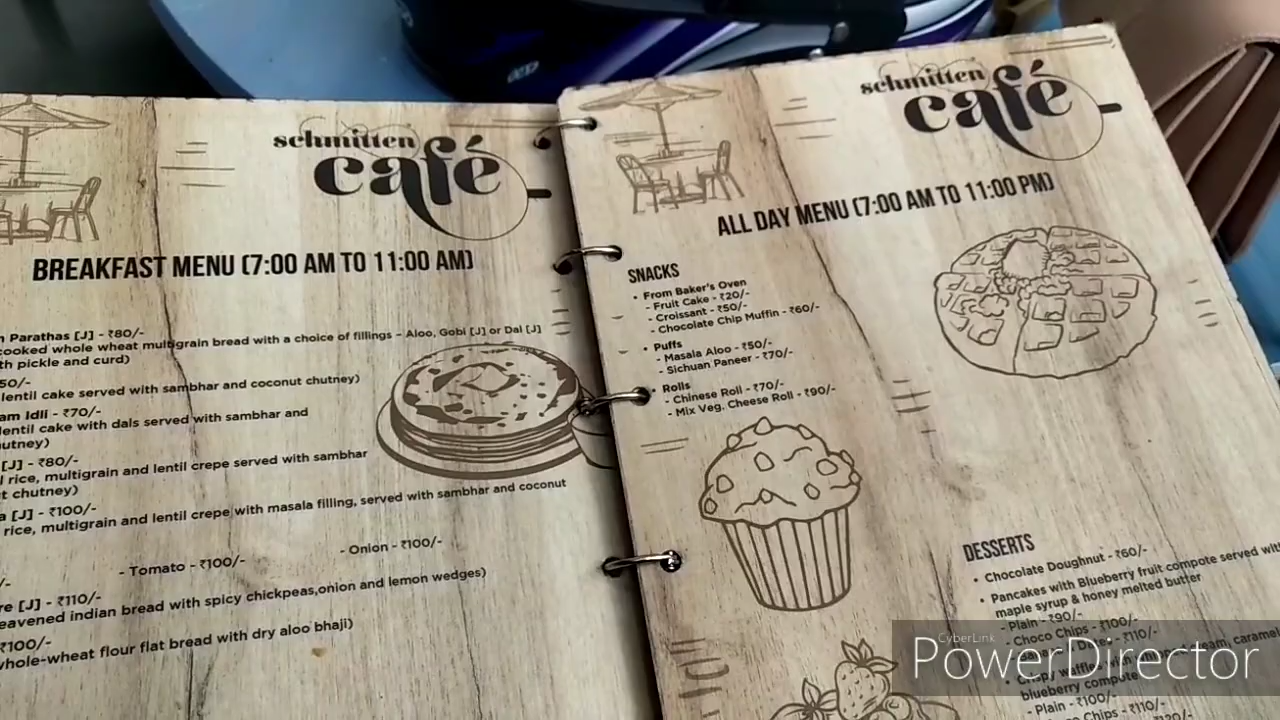 schmitten
café
BREAKFAST MENU (7:00 AM TO 11:00 AM)
Parathas [J] - ₹80/-
cooked whole wheat multigrain bread with a choice of fillings - Aloo, Gobi [J] or Dal [J]
pickle and curd)
50/-
lentil cake served with sambhar and coconut chutney)
Idli - ₹70/-
lentil cake with dals served with sambhar and
[J] - ₹80/-
rice, multigrain and lentil crepe served with sambhar
chutney)
[J] - ₹100/-
rice, multigrain and lentil crepe with masala filling, served with sambhar and coconut
- Onion - ₹100/-
- Tomato - ₹100/-
[J] - ₹110/-
indian bread with spicy chickpeas,onion and lemon wedges)
₹100/-
whole-wheat flour flat bread with dry aloo bhaji)
schmitten
café
ALL DAY MENU (7:00 AM TO 11:00 PM)
SNACKS
• From Baker's Oven
- Fruit Cake - ₹20/-
- Croissant - ₹50/-
- Chocolate Chip Muffin - ₹60/-
• Puffs
- Masala Aloo - ₹50/-
- Sichuan Paneer - ₹70/-
• Rolls
- Chinese Roll - ₹70/-
- Mix Veg. Cheese Roll - ₹90/-
DESSERTS
• Chocolate Doughnut - ₹60/-
• Pancakes with Blueberry fruit compote served with
maple syrup & honey melted butter
- Plain - ₹90/-
- Choco Chips - ₹100/-
₹110/-
• Crispy waffle
blueberry compote
- Plain - ₹100/-
Chips - ₹110/-
CyberLink
PowerDirector